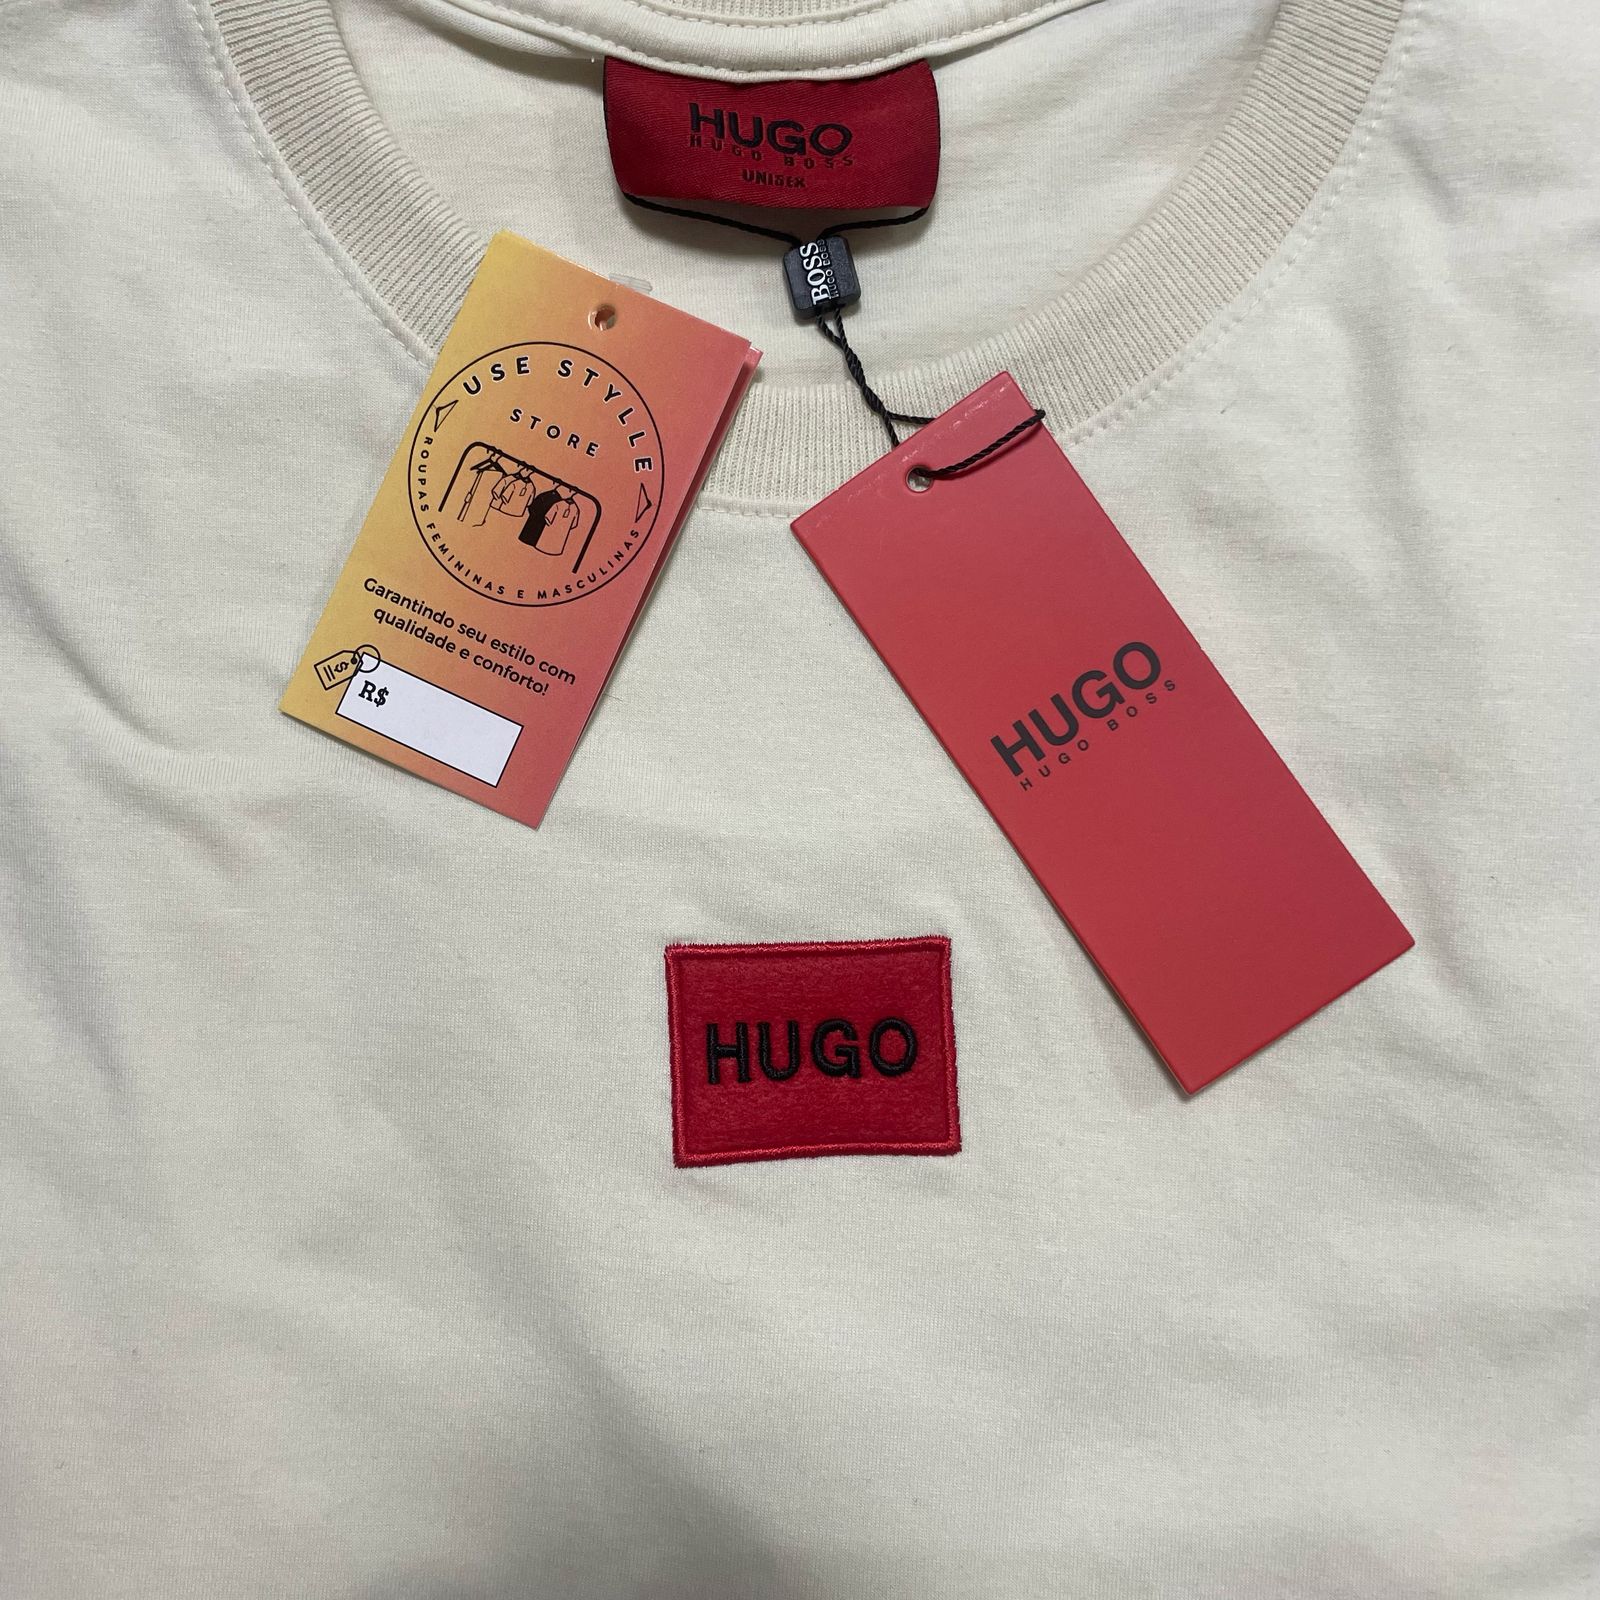 HUGO
HUGO BOSS
UNISEX
BOSS
HUGO BOSS
USE STYLLE
STORE
ROUPAS FEMININAS E MASCULINAS
Garantindo seu estilo com
qualidade e conforto!
$
R$
HUGO
HUGO BOSS
HUGO